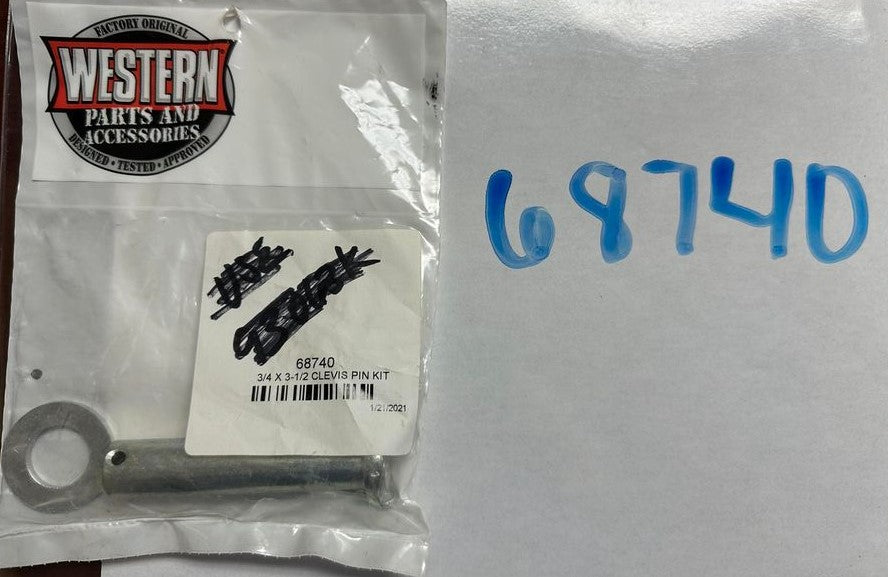 FACTORY ORIGINAL
WESTERN
PARTS AND
ACCESSORIES
DESIGNED • TESTED • APPROVED
68740
68740
3/4 X 3-1/2 CLEVIS PIN KIT
1/21/2021